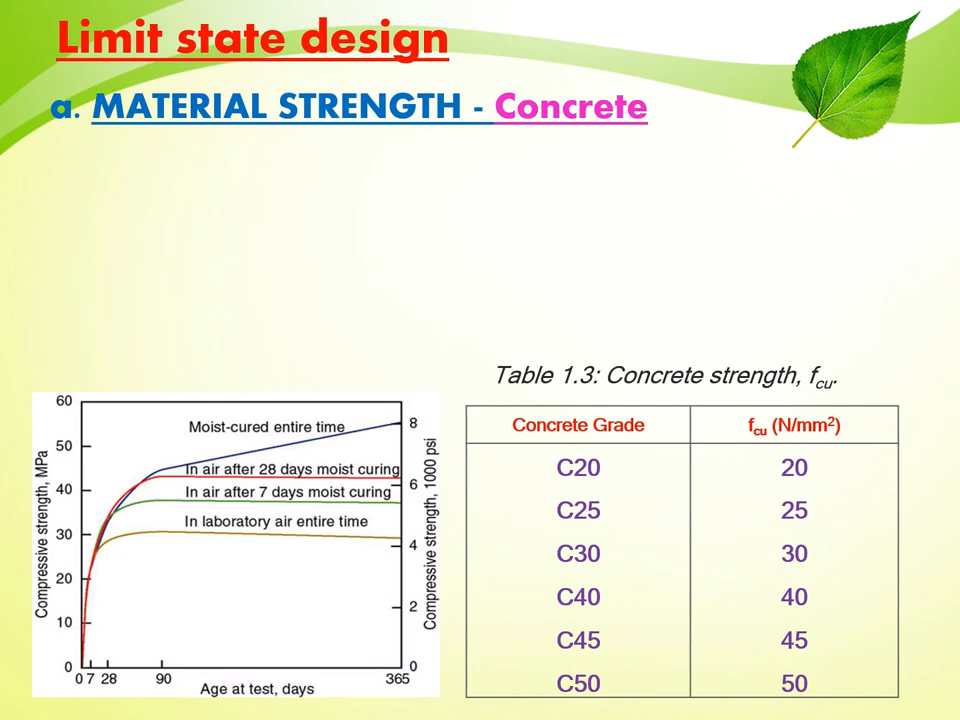 Limit state design
a. MATERIAL STRENGTH - Concrete
Table 1.3: Concrete strength, fcu.
Concrete Grade fcu (N/mm²)
C20 20
C25 25
C30 30
C40 40
C45 45
C50 50
Compressive strength, MPa
60
50
40
30
20
10
0
Moist-cured entire time
In air after 28 days moist curing
In air after 7 days moist curing
In laboratory air entire time
8
6
4
2
0
Compressive strength, 1000 psi
0 7 28 90 365
Age at test, days